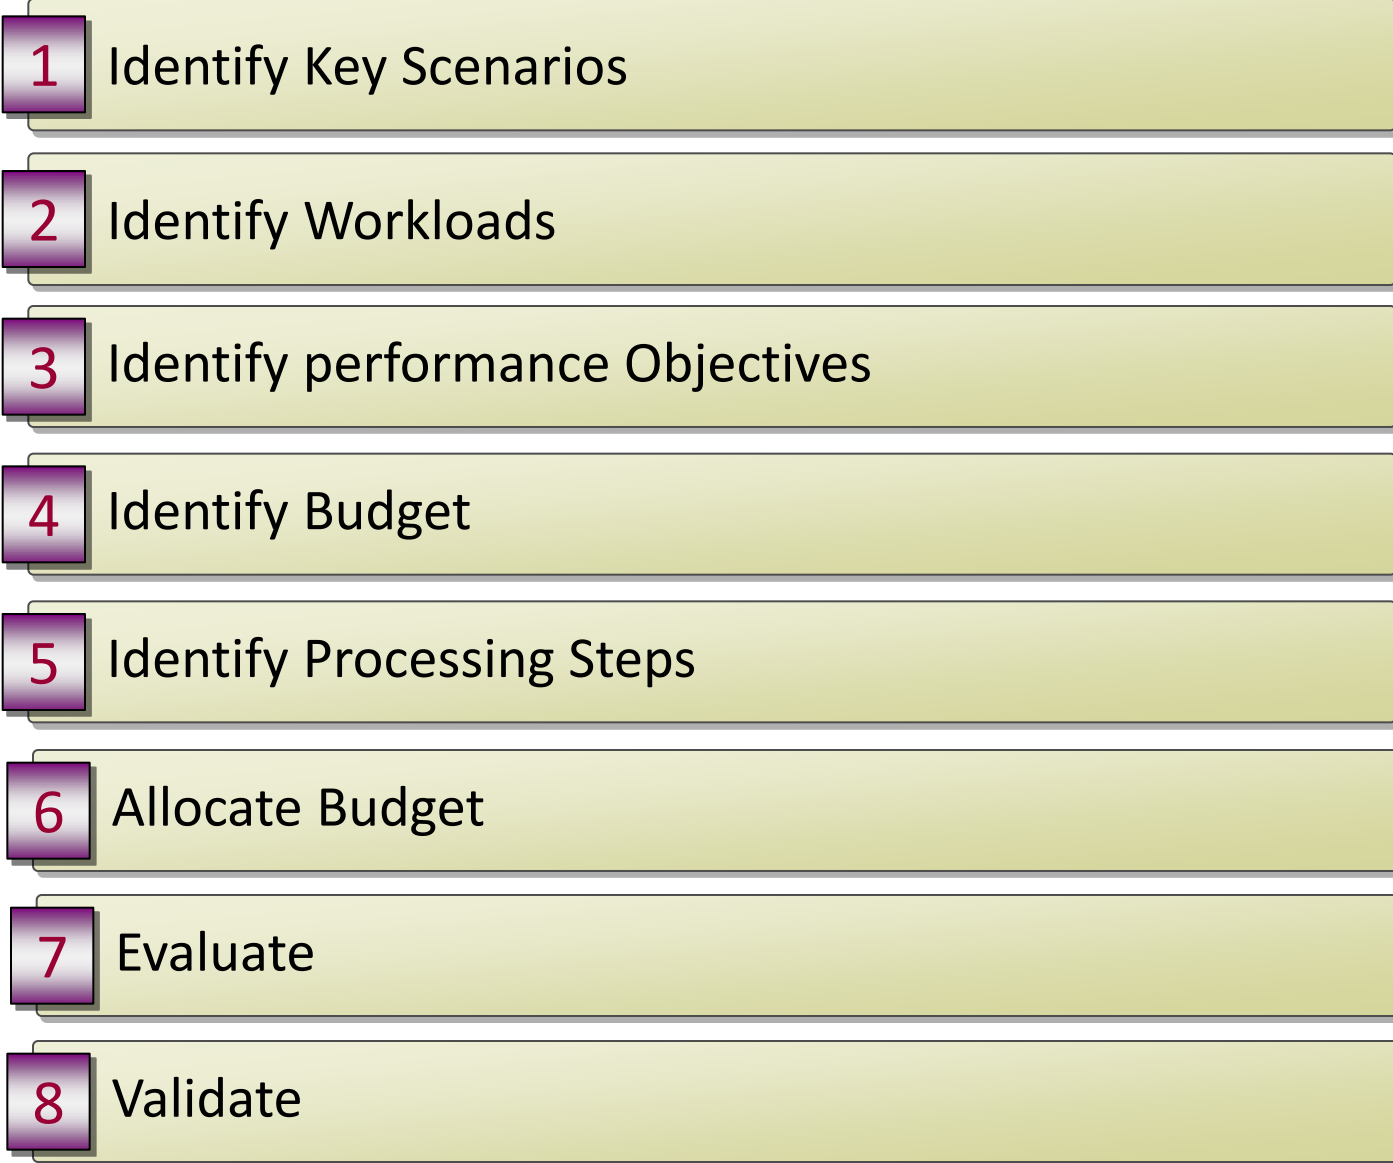 1 Identify Key Scenarios
2 Identify Workloads
3 Identify performance Objectives
4 Identify Budget
5 Identify Processing Steps
6 Allocate Budget
7 Evaluate
8 Validate